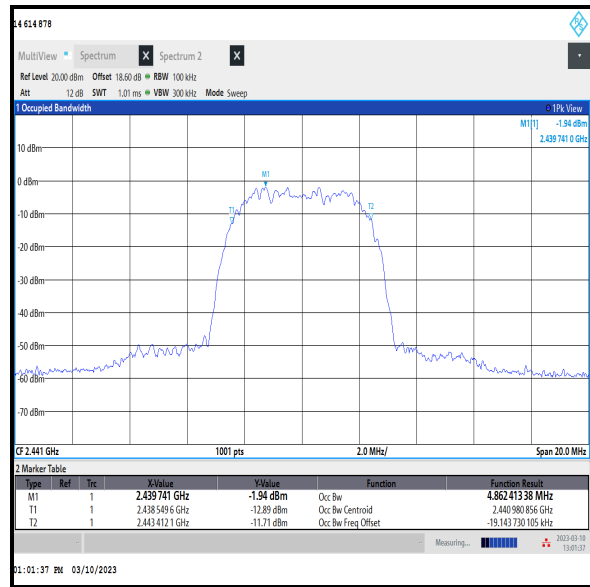 14 614 878
R S
MultiView Spectrum X Spectrum 2 X
Ref Level 20.00 dBm Offset 18.60 dB RBW 100 kHz
Att 12 dB SWT 1.01 ms VBW 300 kHz Mode Sweep
1 Occupied Bandwidth 1Pk View
M1[1] -1.94 dBm
2.439 741 0 GHz
10 dBm
M1
0 dBm
T1 T2
-10 dBm
-20 dBm
-30 dBm
-40 dBm
-50 dBm
-60 dBm
-70 dBm
CF 2.441 GHz 1001 pts 2.0 MHz/ Span 20.0 MHz
2 Marker Table
Type Ref Trc X-Value Y-Value Function Function Result
M1 1 2.439 741 GHz -1.94 dBm Occ Bw 4.862 413 38 MHz
T1 1 2.438 549 6 GHz -12.89 dBm Occ Bw Centroid 2.440 980 856 GHz
T2 1 2.443 412 1 GHz -11.71 dBm Occ Bw Freq Offset -19.143 730 105 kHz
Measuring... 2023-03-10
13:01:37
01:01:37 PM 03/10/2023